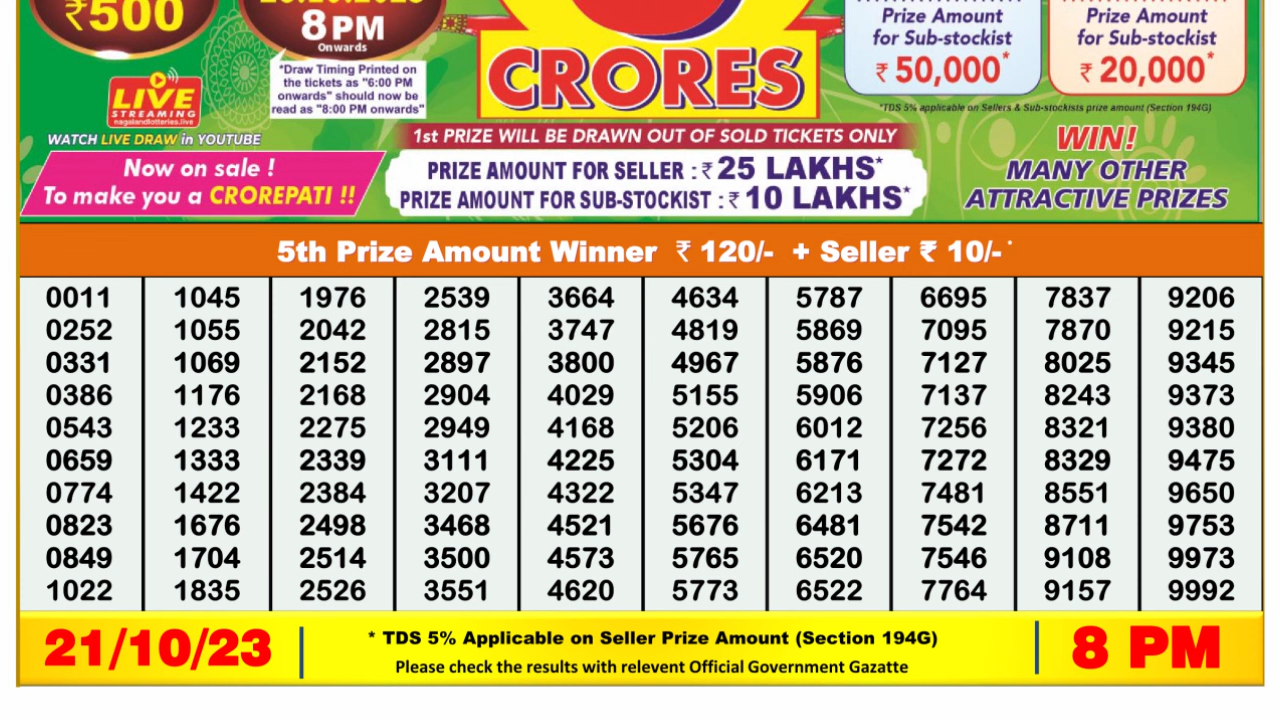 ₹500
8 PM
Onwards
*Draw Timing Printed on
the tickets as "6:00 PM
onwards" should now be
read as "8:00 PM onwards"
LIVE
STREAMING
nagalandlotteries.live
WATCH LIVE DRAW in YOUTUBE
CRORES
Prize Amount
for Sub-stockist
₹ 50,000*
Prize Amount
for Sub-stockist
₹ 20,000*
*TDS 5% applicable on Sellers & Sub-stockists prize amount (Section 194G)
Now on sale !
To make you a CROREPATI !!
1st PRIZE WILL BE DRAWN OUT OF SOLD TICKETS ONLY
PRIZE AMOUNT FOR SELLER : ₹ 25 LAKHS*
PRIZE AMOUNT FOR SUB-STOCKIST : ₹ 10 LAKHS*
WIN!
MANY OTHER
ATTRACTIVE PRIZES
5th Prize Amount Winner ₹ 120/- + Seller ₹ 10/- *
0011 1045 1976 2539 3664 4634 5787 6695 7837 9206
0252 1055 2042 2815 3747 4819 5869 7095 7870 9215
0331 1069 2152 2897 3800 4967 5876 7127 8025 9345
0386 1176 2168 2904 4029 5155 5906 7137 8243 9373
0543 1233 2275 2949 4168 5206 6012 7256 8321 9380
0659 1333 2339 3111 4225 5304 6171 7272 8329 9475
0774 1422 2384 3207 4322 5347 6213 7481 8551 9650
0823 1676 2498 3468 4521 5676 6481 7542 8711 9753
0849 1704 2514 3500 4573 5765 6520 7546 9108 9973
1022 1835 2526 3551 4620 5773 6522 7764 9157 9992
21/10/23
* TDS 5% Applicable on Seller Prize Amount (Section 194G)
Please check the results with relevent Official Government Gazatte
8 PM